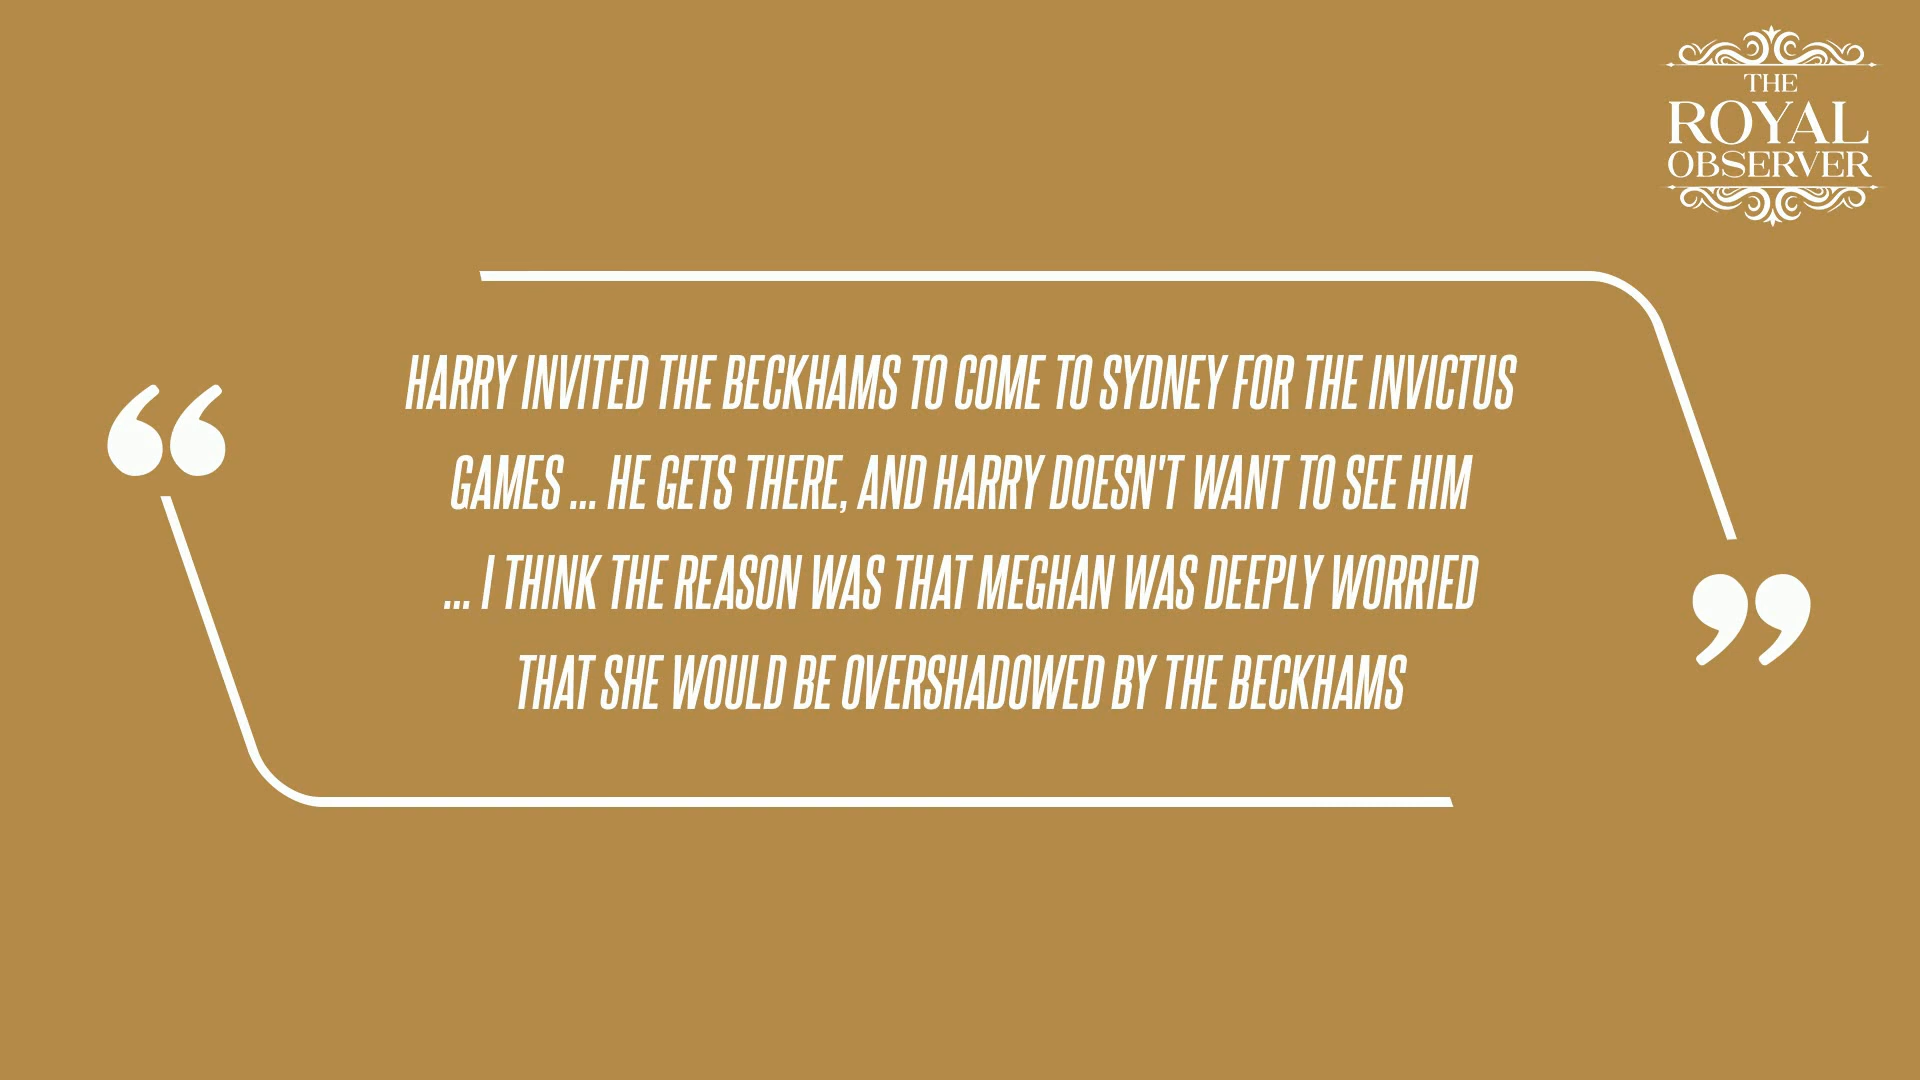 THE
ROYAL
OBSERVER
“
HARRY INVITED THE BECKHAMS TO COME TO SYDNEY FOR THE INVICTUS
GAMES ... HE GETS THERE, AND HARRY DOESN'T WANT TO SEE HIM
... I THINK THE REASON WAS THAT MEGHAN WAS DEEPLY WORRIED
THAT SHE WOULD BE OVERSHADOWED BY THE BECKHAMS
”